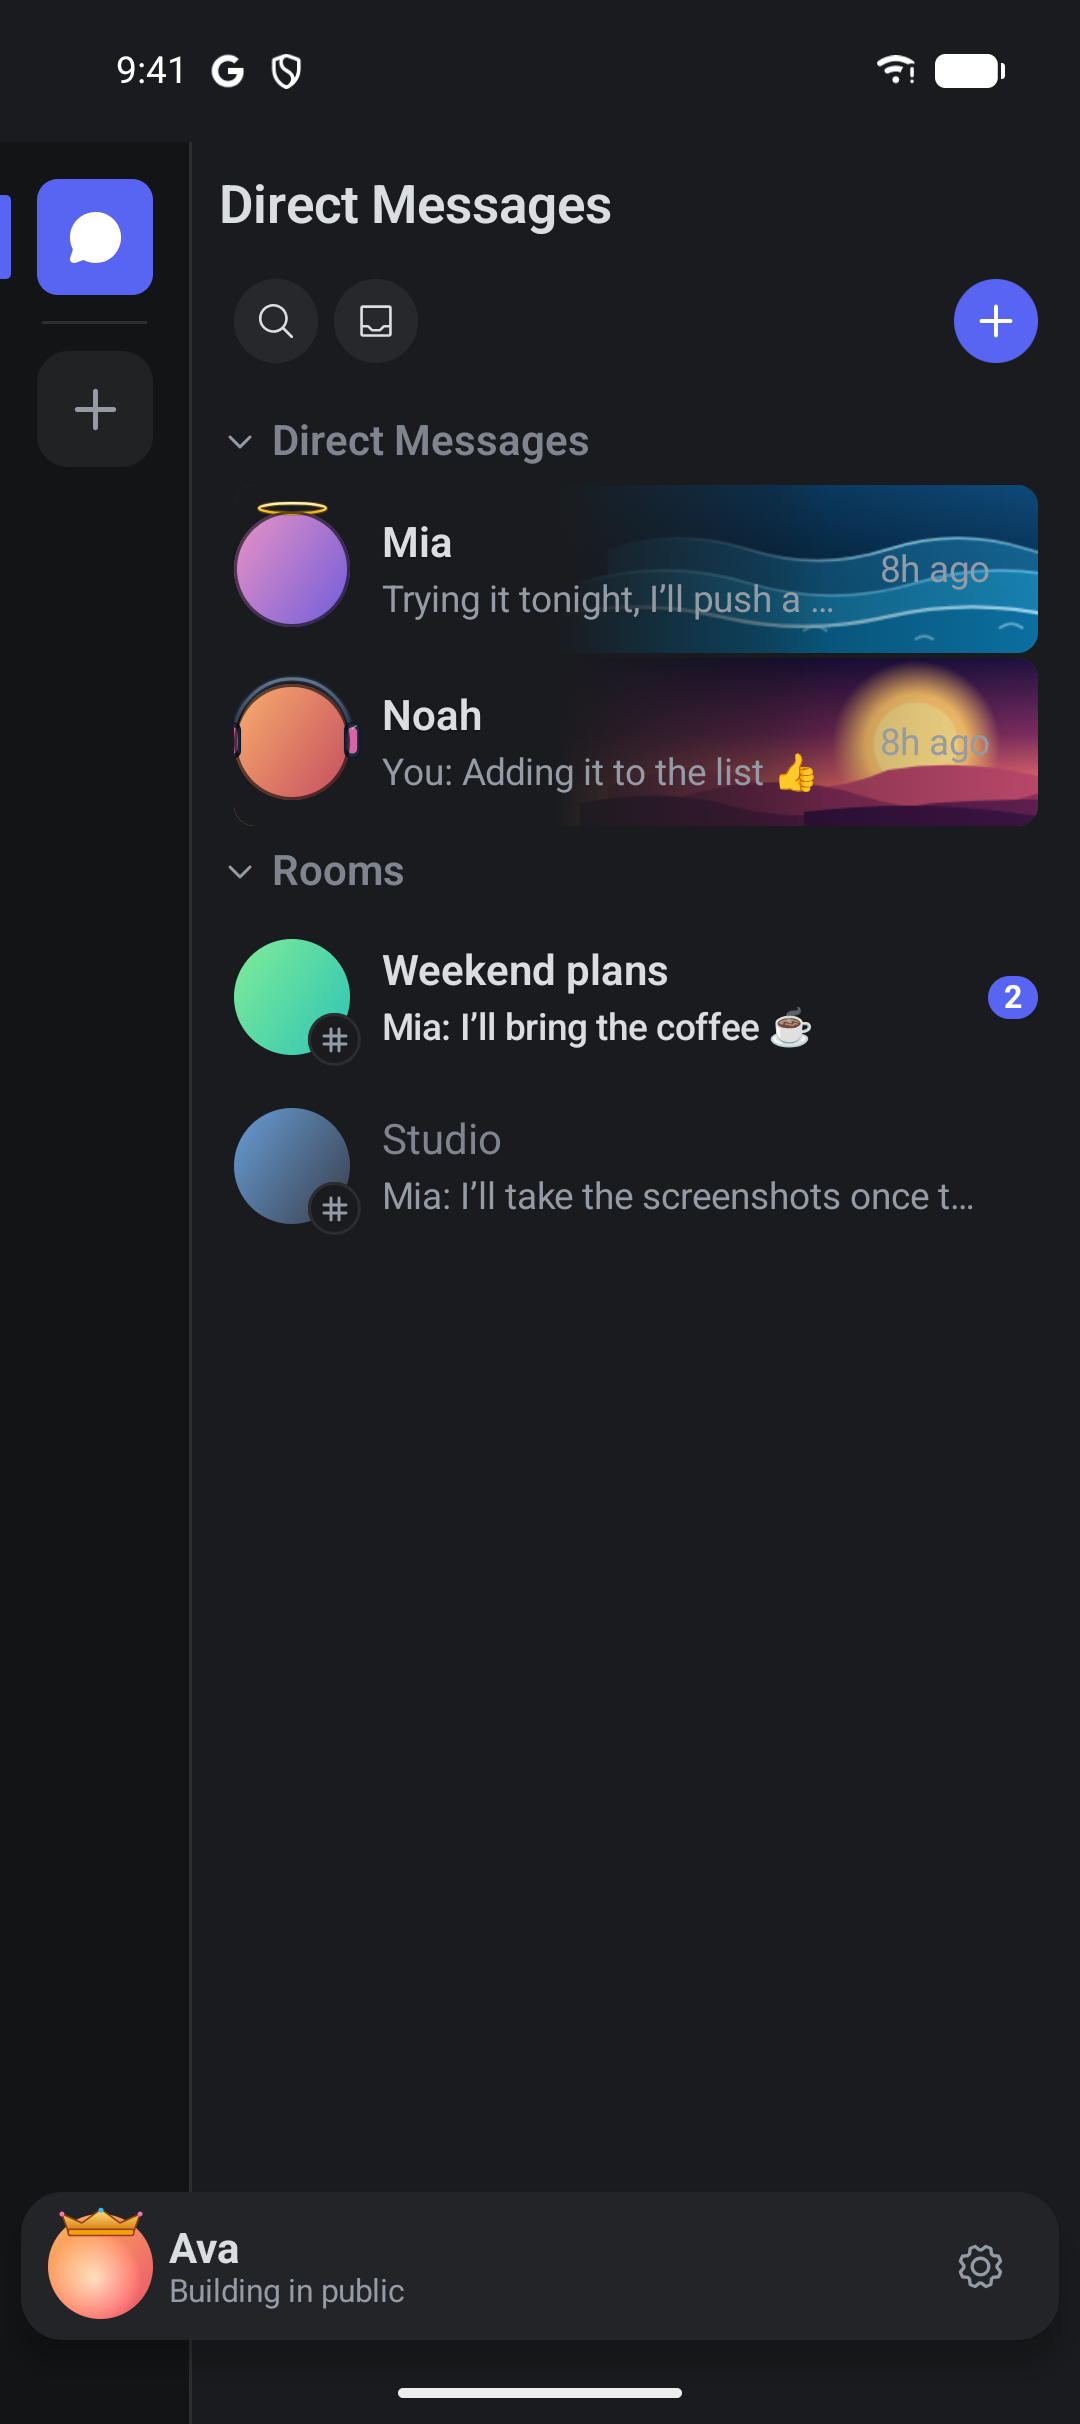 9:41
Direct Messages
Direct Messages
Mia
8h ago
Trying it tonight, I’ll push a ...
Noah
8h ago
You: Adding it to the list 👍
Rooms
Weekend plans
2
Mia: I’ll bring the coffee ☕
Studio
Mia: I’ll take the screenshots once t...
Ava
Building in public